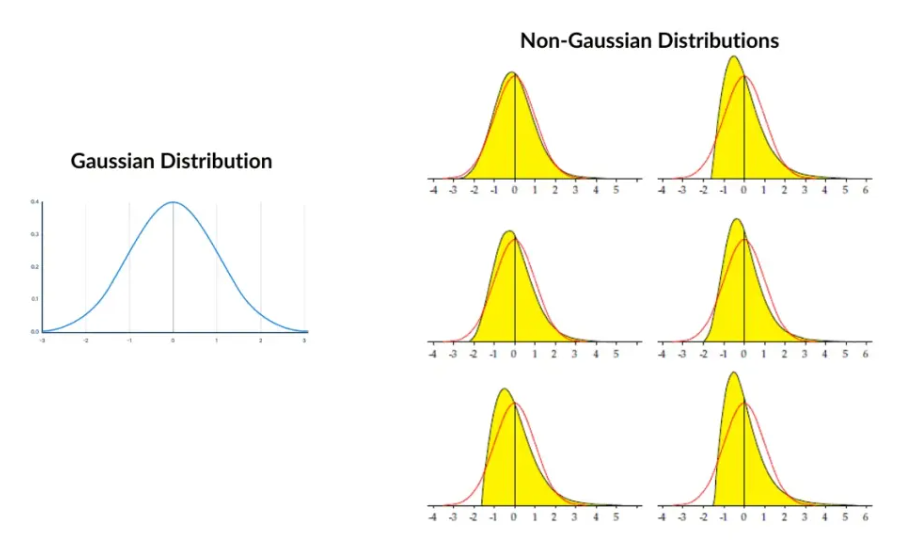 Non-Gaussian Distributions
Gaussian Distribution
0.4
0.3
0.2
0.1
0.0
-3 -2 -1 0 1 2 3
-4 -3 -2 -1 0 1 2 3 4 5
-4 -3 -2 -1 0 1 2 3 4 5 6
-4 -3 -2 -1 0 1 2 3 4 5
-4 -3 -2 -1 0 1 2 3 4 5 6
-4 -3 -2 -1 0 1 2 3 4 5
-4 -3 -2 -1 0 1 2 3 4 5 6